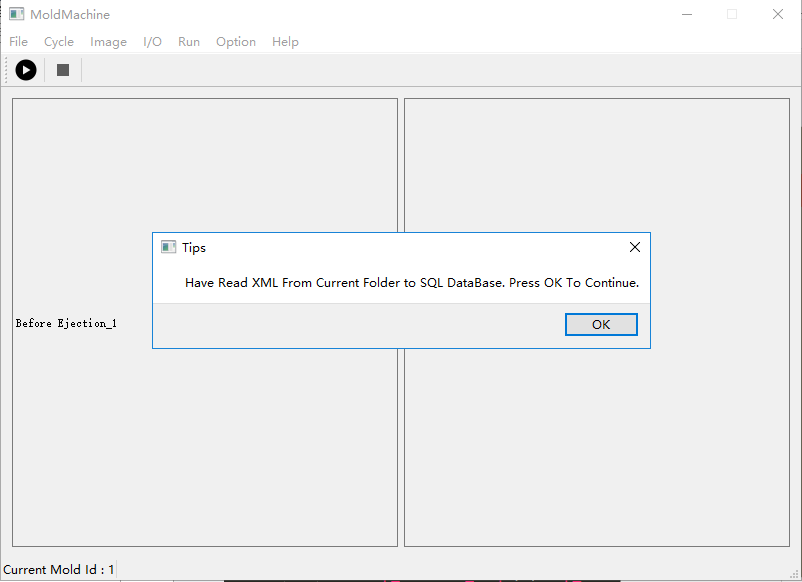 MoldMachine
File Cycle Image I/O Run Option Help
Tips
Have Read XML From Current Folder to SQL DataBase. Press OK To Continue.
OK
Before Ejection_1
Current Mold Id : 1